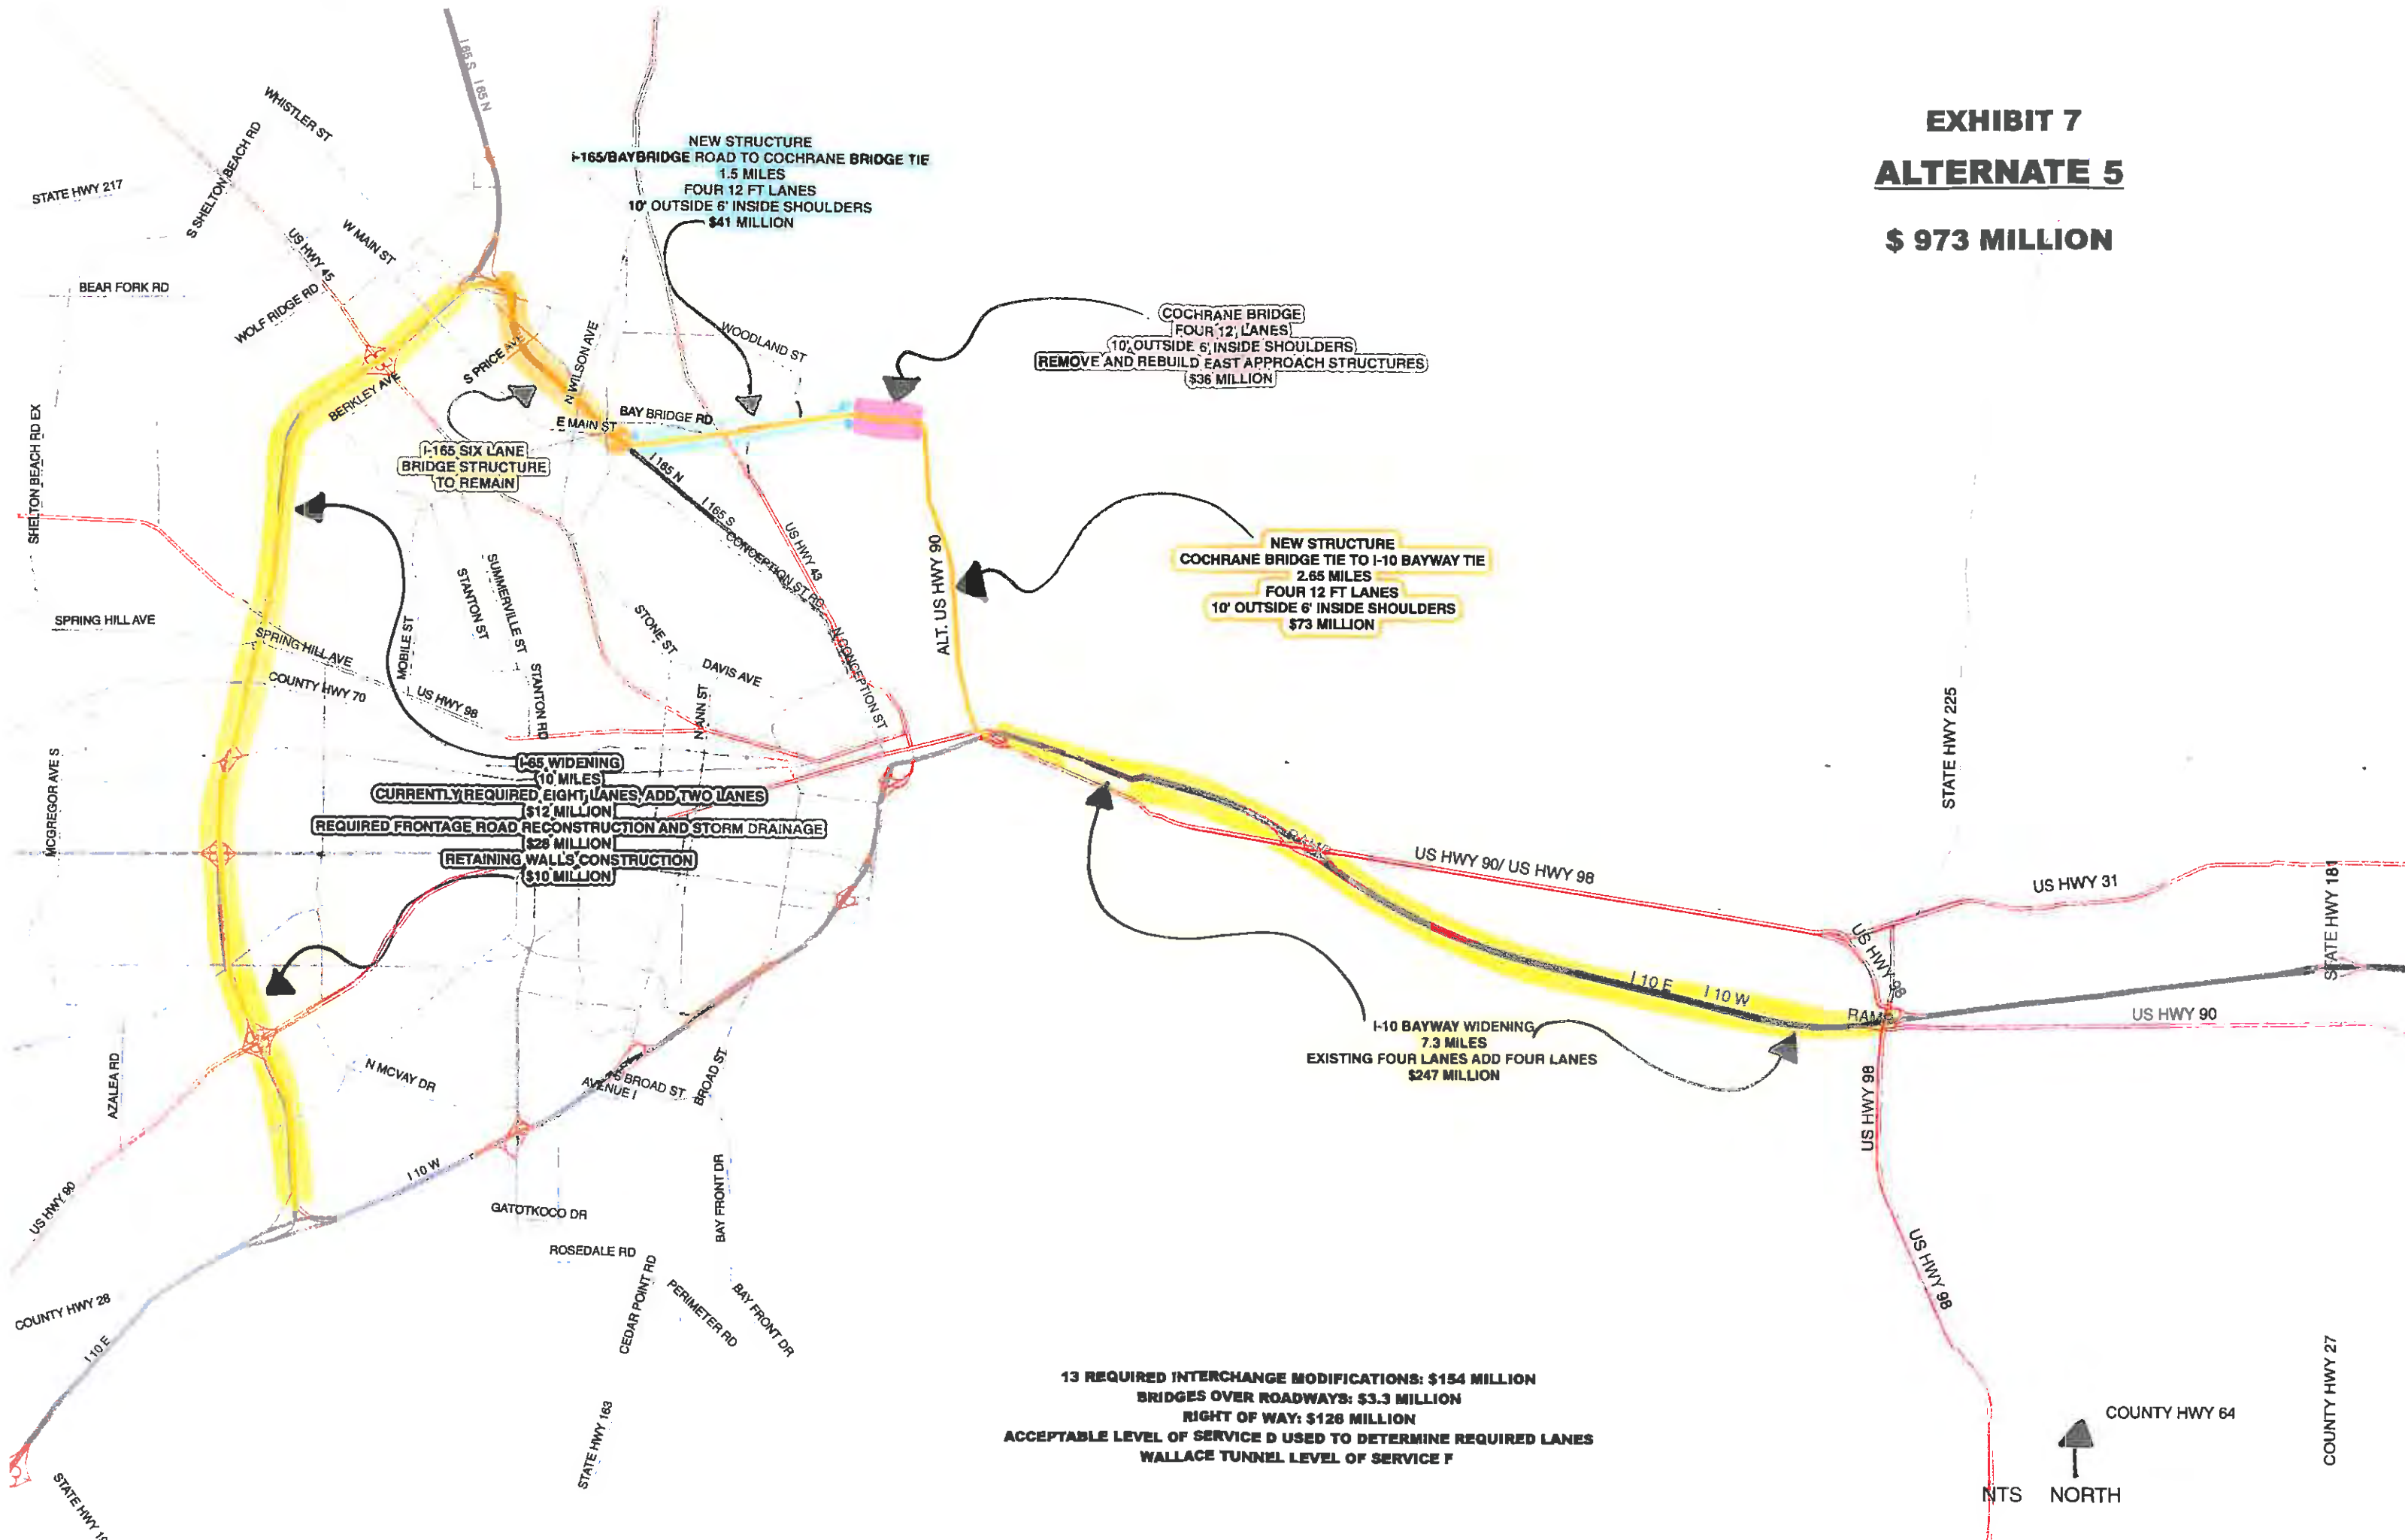 EXHIBIT 7
ALTERNATE 5
$ 973 MILLION
I 65 S I 65 N
WHISTLER ST
S SHELTON BEACH RD
STATE HWY 217
NEW STRUCTURE
I-165/BAYBRIDGE ROAD TO COCHRANE BRIDGE TIE
1.5 MILES
FOUR 12 FT LANES
10' OUTSIDE 6' INSIDE SHOULDERS
$41 MILLION
US HWY 45
W MAIN ST
BEAR FORK RD
WOLF RIDGE RD
COCHRANE BRIDGE
FOUR 12' LANES
10' OUTSIDE 6' INSIDE SHOULDERS
REMOVE AND REBUILD EAST APPROACH STRUCTURES
$36 MILLION
WOODLAND ST
S PRICE AVE
N WILSON AVE
BERKLEY AVE
BAY BRIDGE RD
E MAIN ST
SHELTON BEACH RD EX
I-165 SIX LANE
BRIDGE STRUCTURE
TO REMAIN
I 165 N
I 165 S
CONCEPTION ST RD
US HWY 43
ALT. US HWY 90
NEW STRUCTURE
COCHRANE BRIDGE TIE TO I-10 BAYWAY TIE
2.65 MILES
FOUR 12 FT LANES
10' OUTSIDE 6' INSIDE SHOULDERS
$73 MILLION
SPRING HILL AVE
SPRING HILL AVE
MOBILE ST
STANTON ST
SUMMERVILLE ST
STONE ST
DAVIS AVE
N CONCEPTION ST
COUNTY HWY 70
US HWY 98
STANTON RD
N ANN ST
STATE HWY 225
MCGREGOR AVE S
I-65 WIDENING
10 MILES
CURRENTLY REQUIRED EIGHT LANES, ADD TWO LANES
$12 MILLION
REQUIRED FRONTAGE ROAD RECONSTRUCTION AND STORM DRAINAGE
$28 MILLION
RETAINING WALLS CONSTRUCTION
$10 MILLION
RAMP
US HWY 90/ US HWY 98
US HWY 31
STATE HWY 181
US HWY 98
I 10 E I 10 W
RAMP
US HWY 90
I-10 BAYWAY WIDENING
7.3 MILES
EXISTING FOUR LANES ADD FOUR LANES
$247 MILLION
AZALEA RD
N MCVAY DR
S BROAD ST
AVENUE I
BROAD ST
US HWY 98
US HWY 90
I 10 W
GATOTKOCO DR
BAY FRONT DR
ROSEDALE RD
CEDAR POINT RD
PERIMETER RD
BAY FRONT DR
US HWY 98
COUNTY HWY 28
I 10 E
STATE HWY 163
13 REQUIRED INTERCHANGE MODIFICATIONS: $154 MILLION
BRIDGES OVER ROADWAYS: $3.3 MILLION
RIGHT OF WAY: $126 MILLION
ACCEPTABLE LEVEL OF SERVICE D USED TO DETERMINE REQUIRED LANES
WALLACE TUNNEL LEVEL OF SERVICE F
COUNTY HWY 64
COUNTY HWY 27
NTS NORTH
STATE HWY